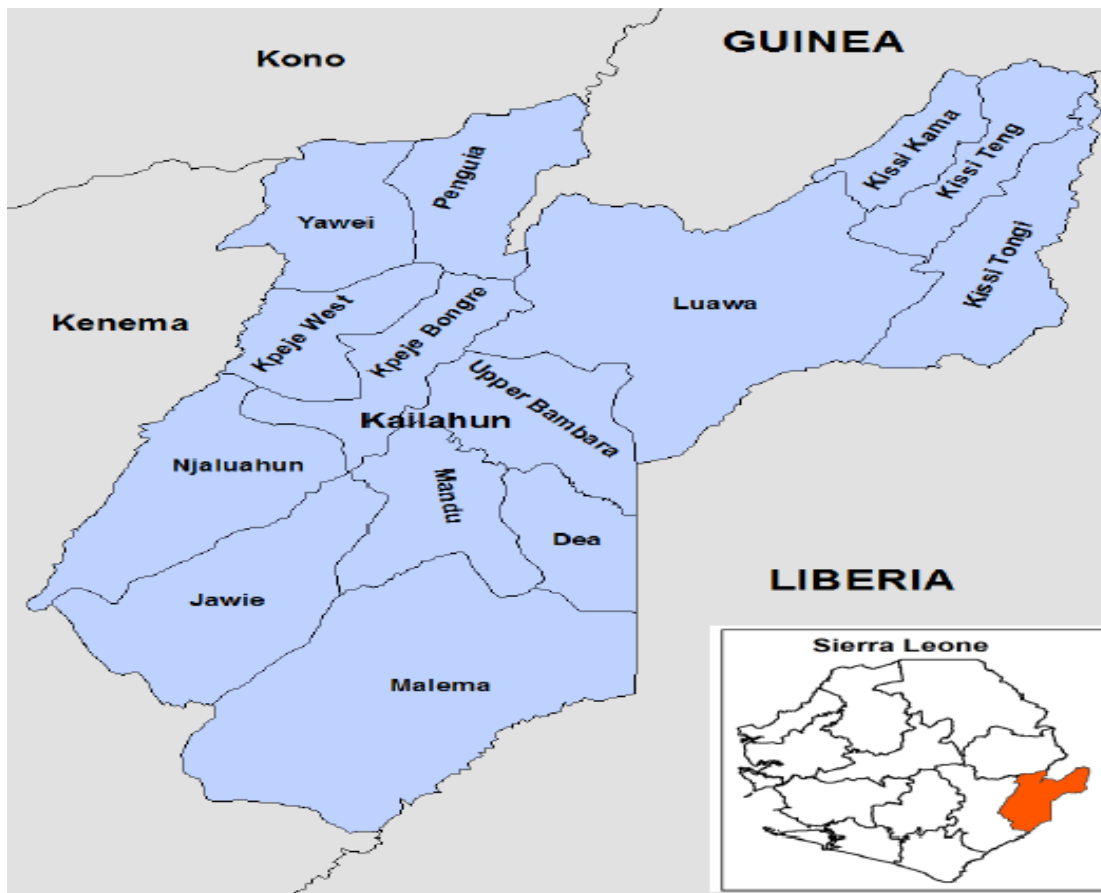 GUINEA
Kono
Kissi Kama
Kissi Teng
Penguia
Yawei
Kissi Tongi
Luawa
Kenema
Kpeje West
Kpeje Bongre
Upper Bambara
Kailahun
Njaluahun
Mandu
Dea
LIBERIA
Jawie
Malema
Sierra Leone